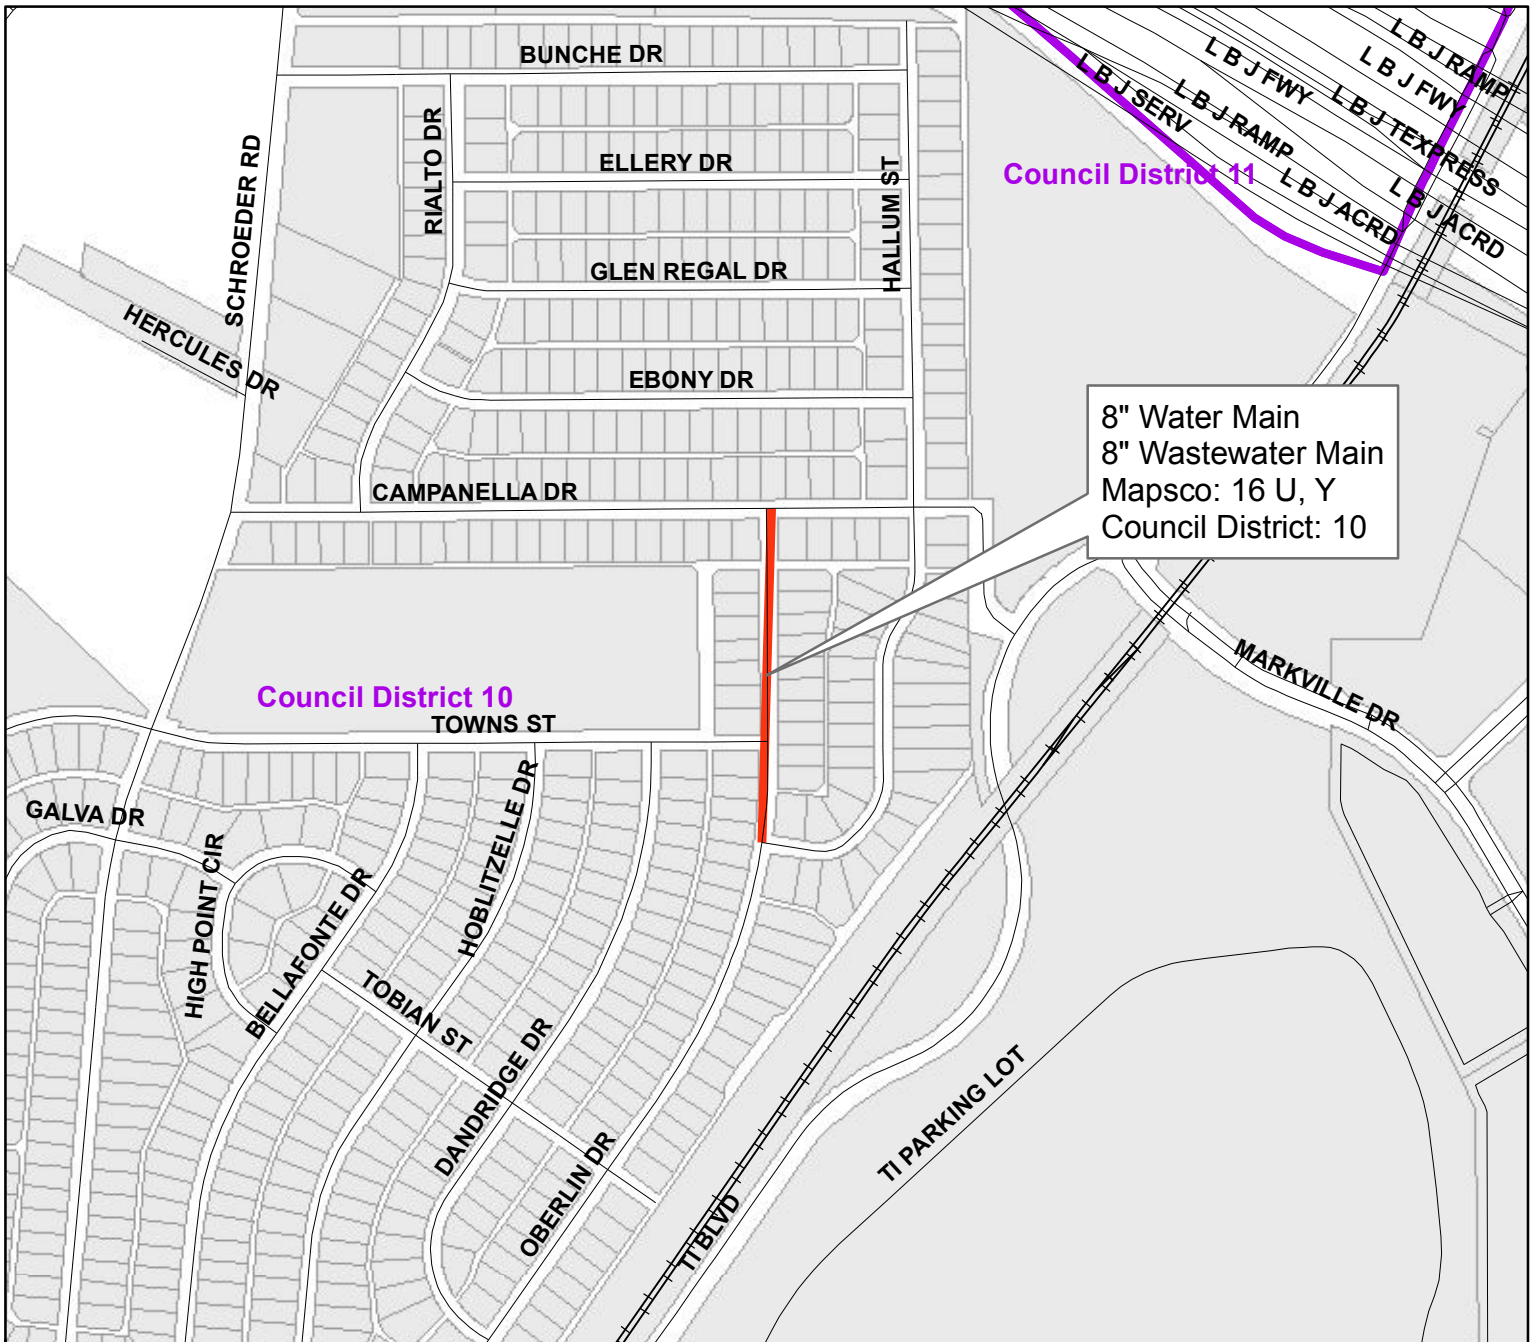 BUNCHE DR
L B J RAMP
L B J FWY
L B J FWY
L B J SERV
L B J RAMP
L B J TEXPRESS
SCHROEDER RD
RIALTO DR
ELLERY DR
HALLUM ST
Council District 11
L B J ACRD
L B J ACRD
GLEN REGAL DR
HERCULES DR
EBONY DR
8" Water Main
8" Wastewater Main
Mapsco: 16 U, Y
Council District: 10
CAMPANELLA DR
MARKVILLE DR
Council District 10
TOWNS ST
GALVA DR
HIGH POINT CIR
BELLAFONTE DR
HOBLITZELLE DR
TOBIAN ST
DANDRIDGE DR
OBERLIN DR
TI BLVD
TI PARKING LOT